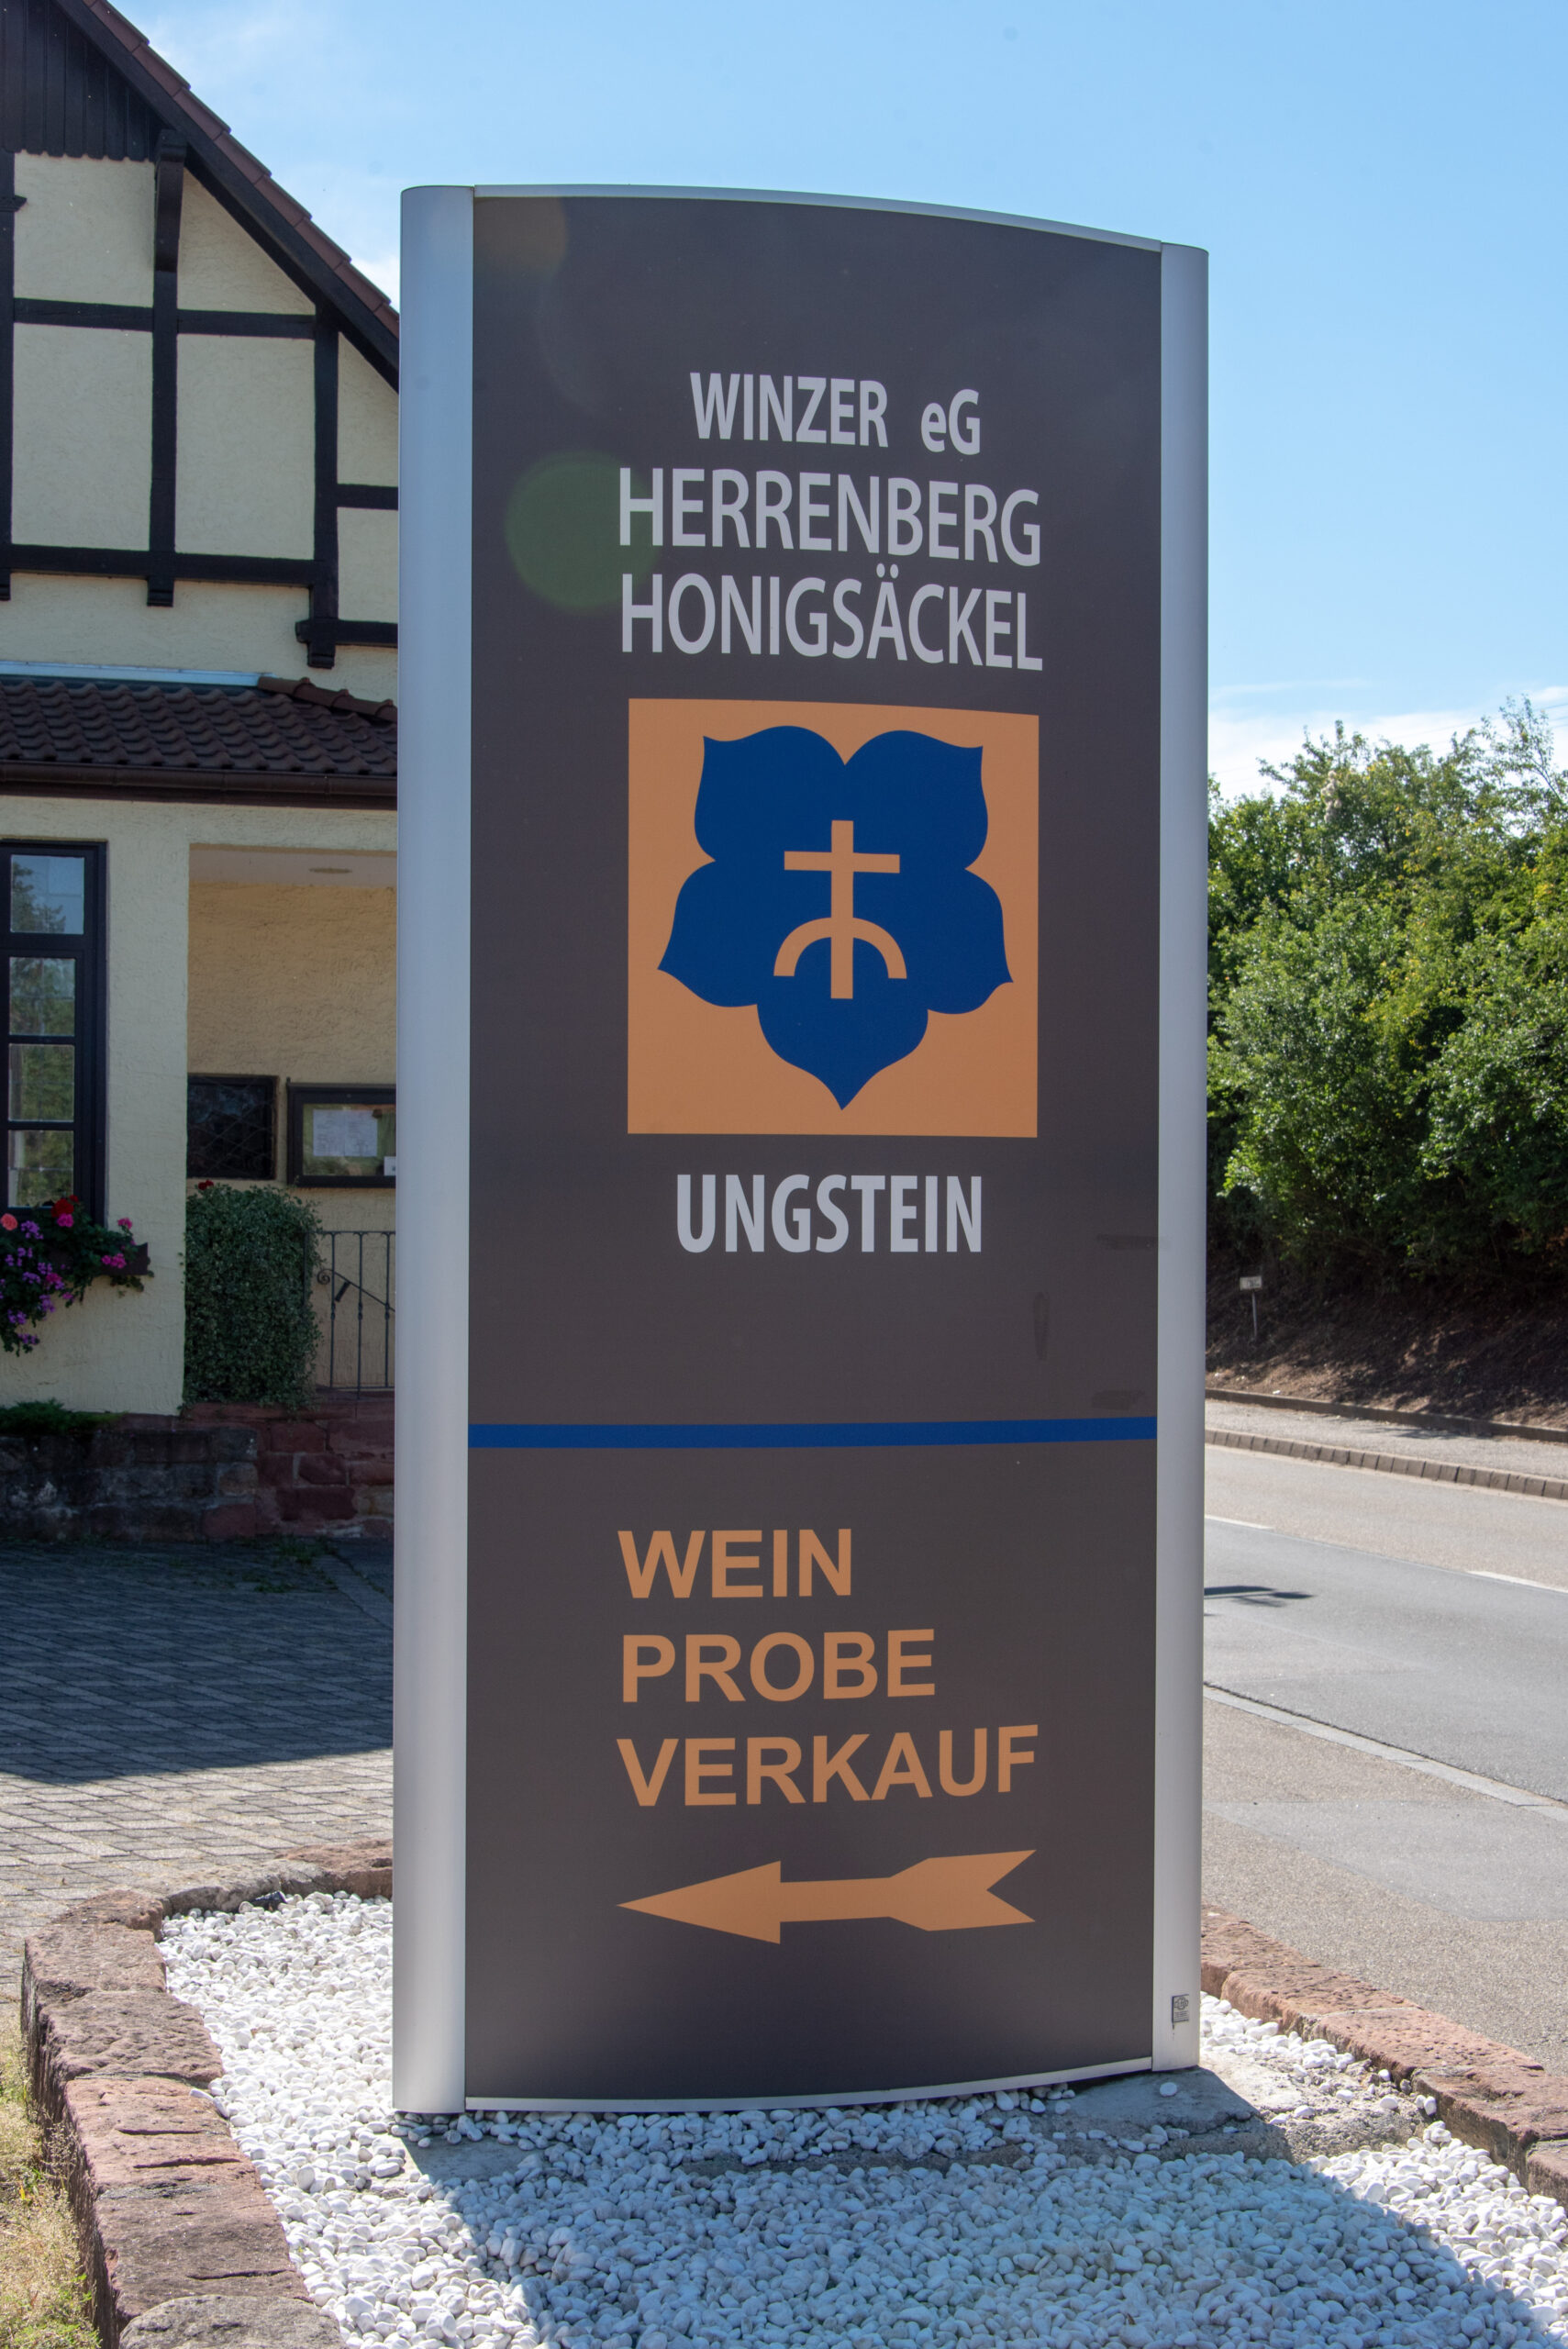 WINZER eG
HERRENBERG
HONIGSÄCKEL
UNGSTEIN
WEIN
PROBE
VERKAUF